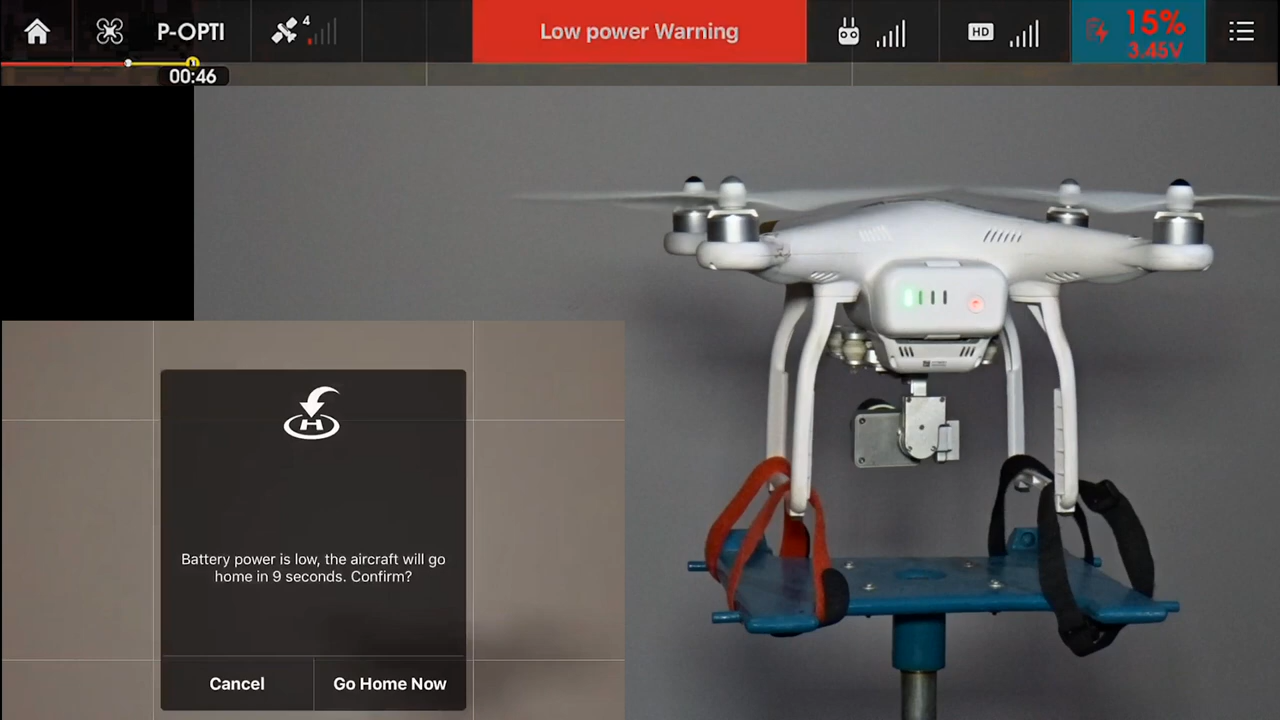 P-OPTI
4
Low power Warning
HD
15%
3.45V
00:46
H
H
Battery power is low, the aircraft will go
home in 9 seconds. Confirm?
Cancel
Go Home Now